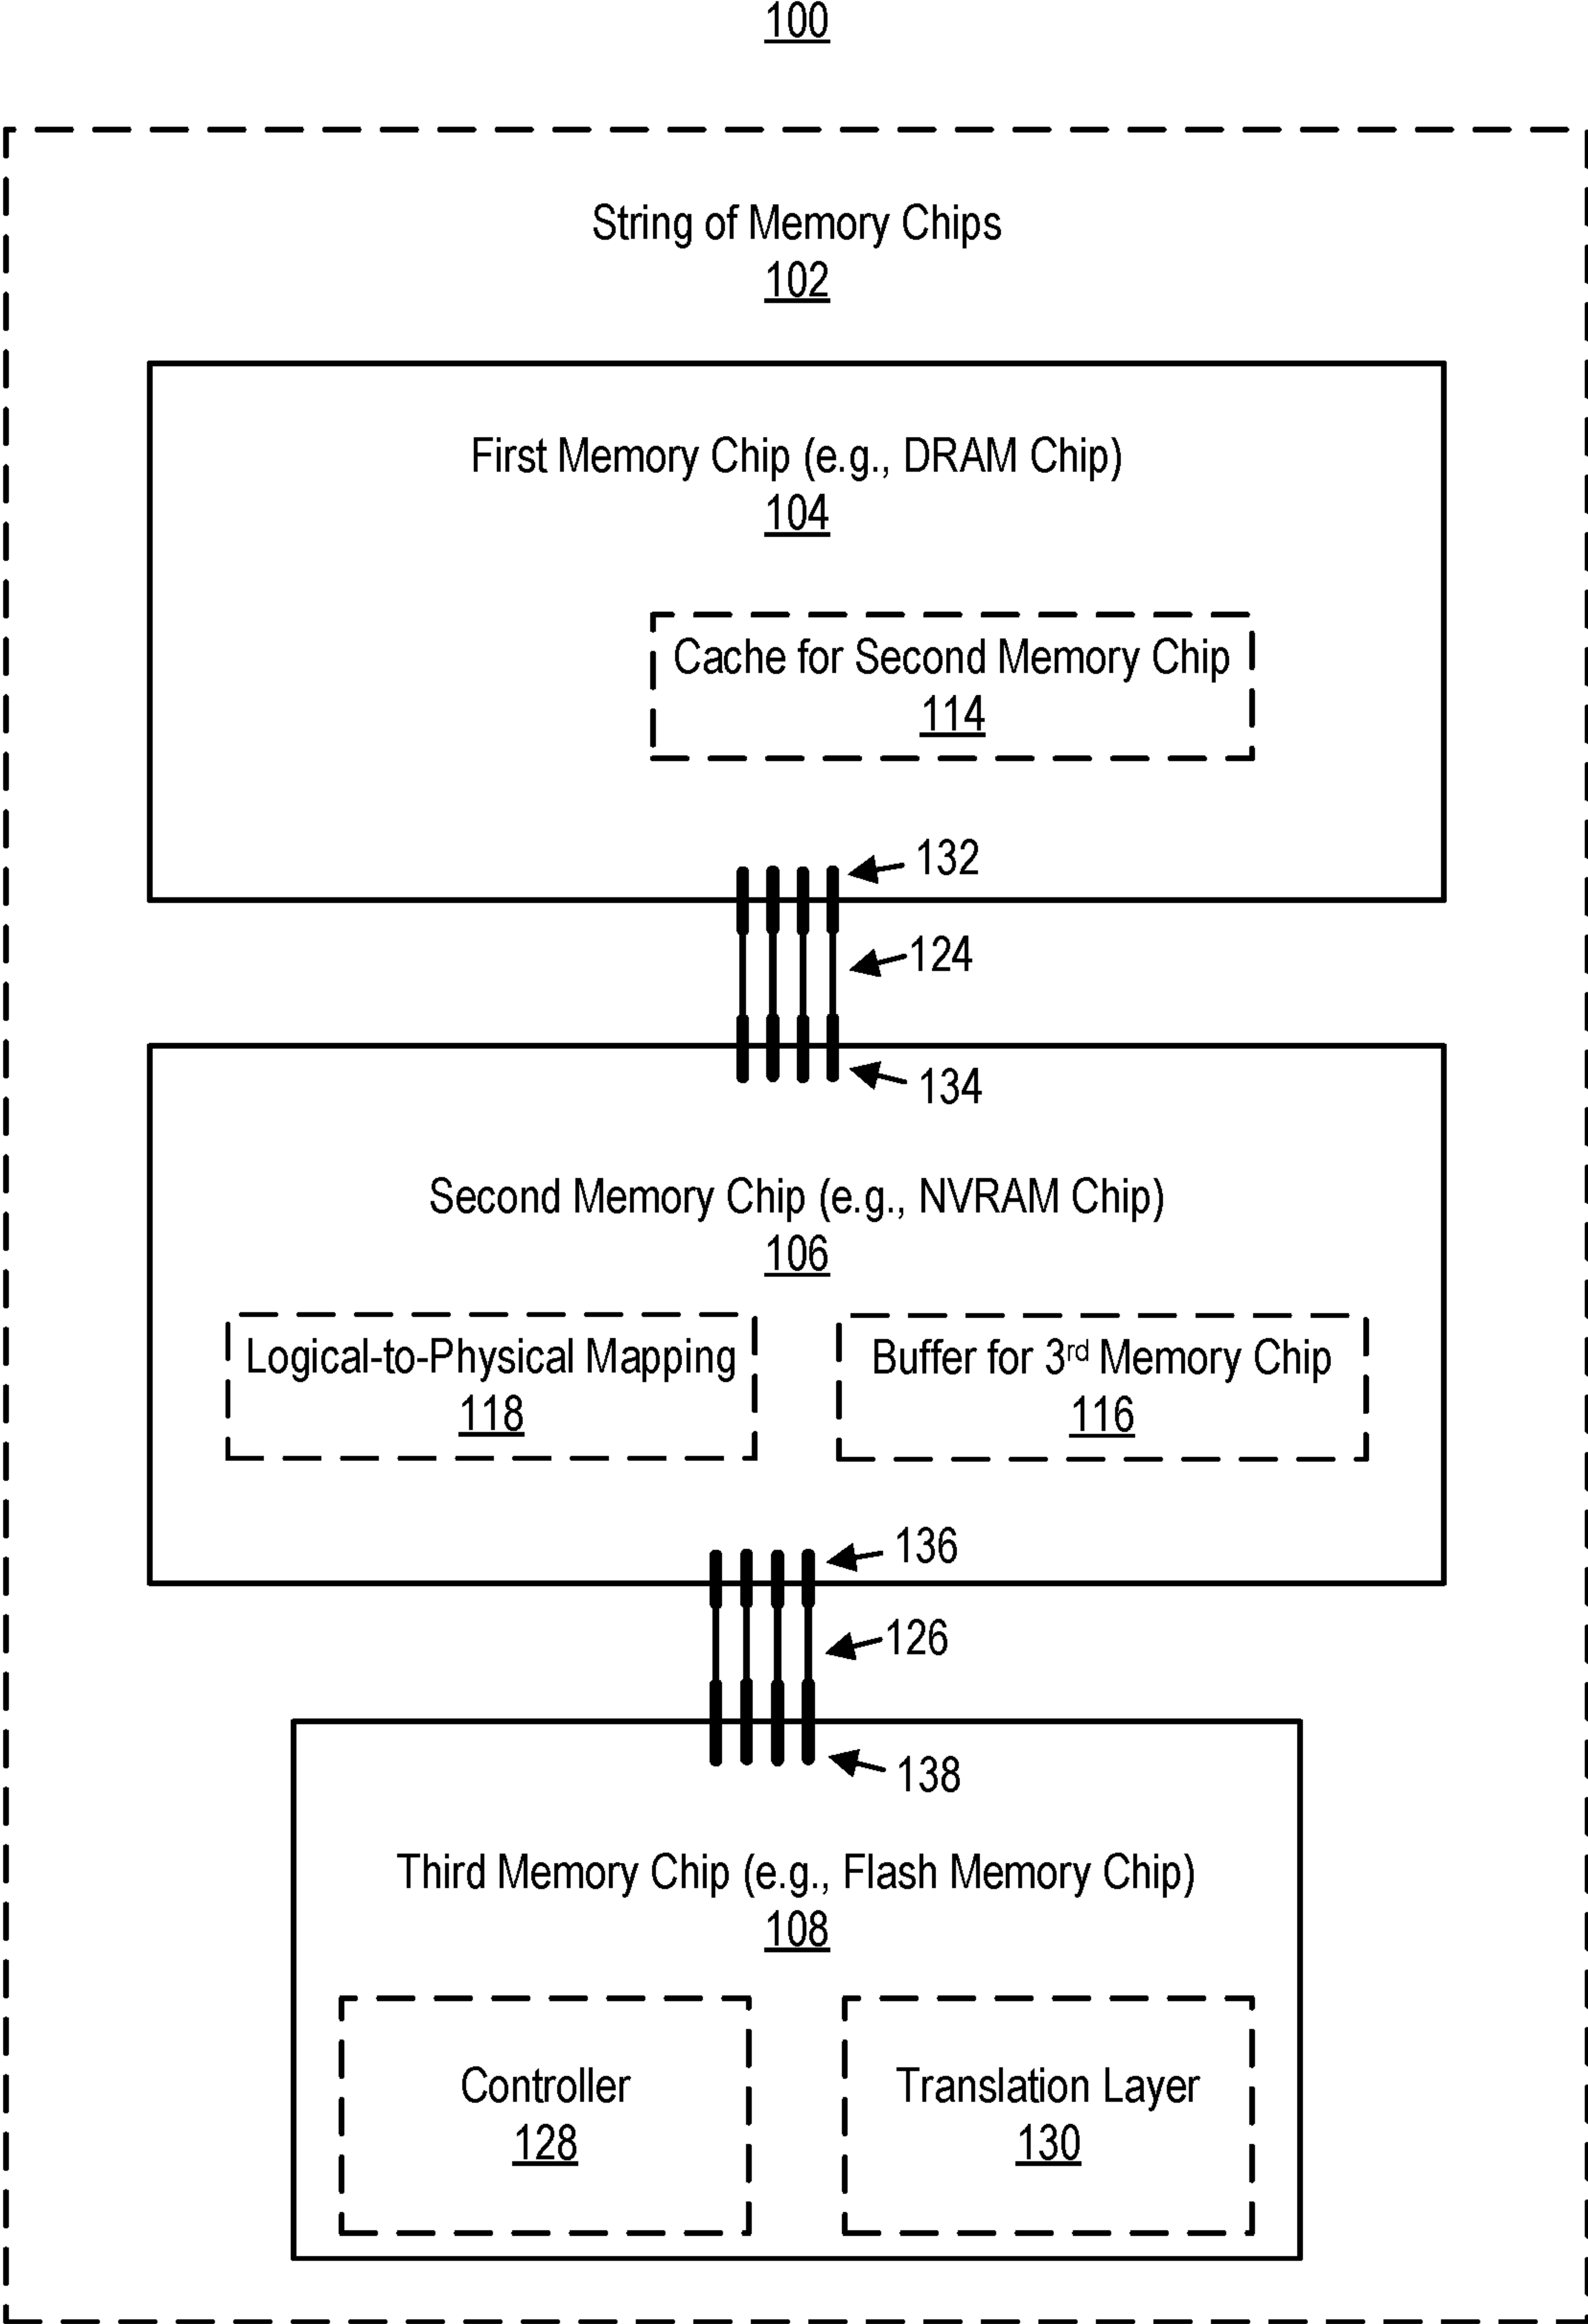 100
String of Memory Chips
102
First Memory Chip (e.g., DRAM Chip)
104
Cache for Second Memory Chip
114
132
124
134
Second Memory Chip (e.g., NVRAM Chip)
106
Logical-to-Physical Mapping
118
Buffer for 3rd Memory Chip
116
136
126
138
Third Memory Chip (e.g., Flash Memory Chip)
108
Controller
128
Translation Layer
130